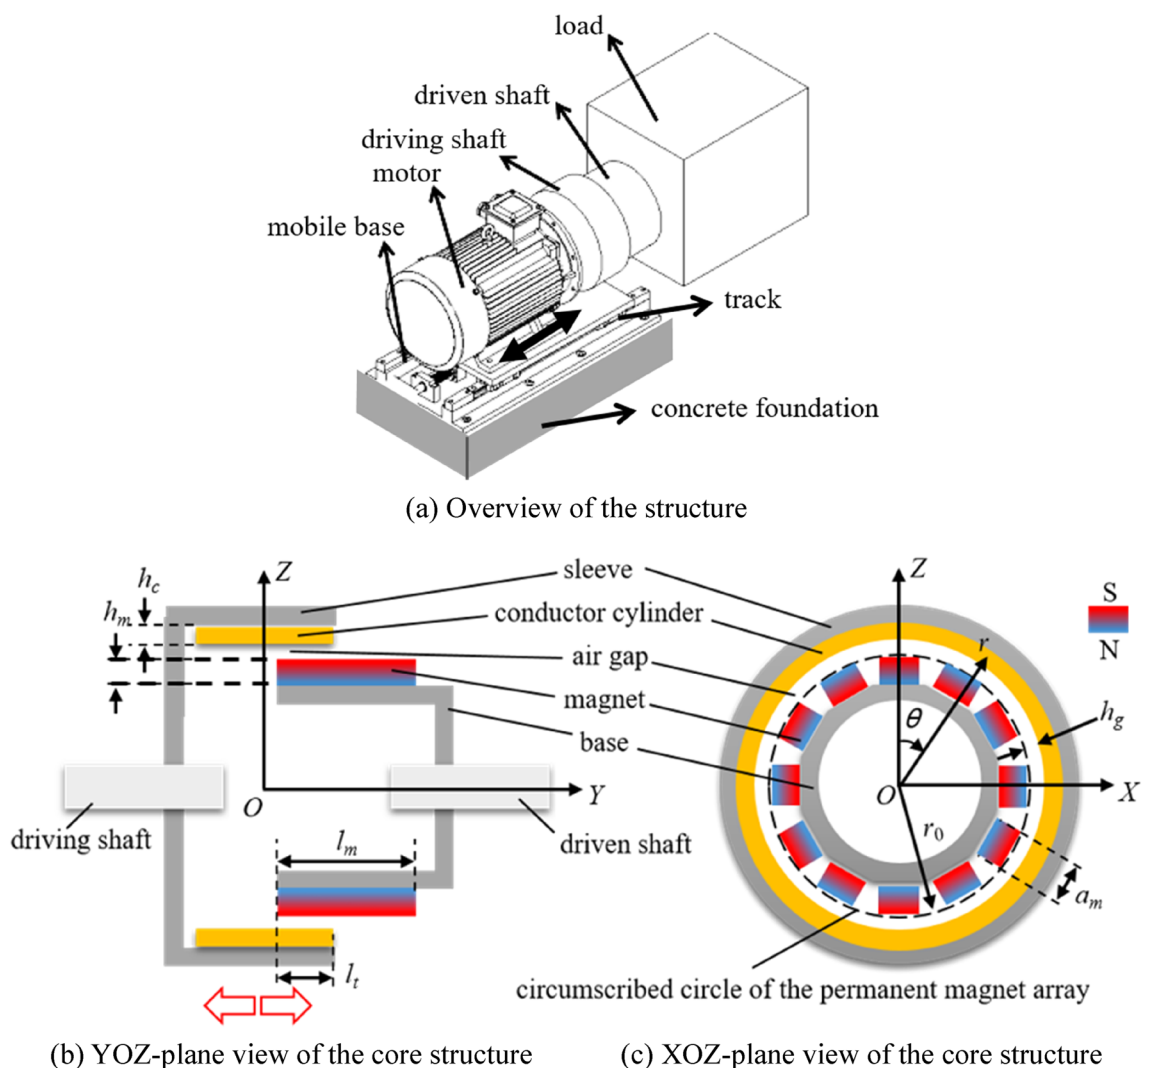 load
driven shaft
driving shaft
motor
mobile base
track
concrete foundation
(a) Overview of the structure
Z
sleeve
Z
h_c
S
h_m
conductor cylinder
N
air gap
r
magnet
θ
h_g
base
O
Y
O
X
driving shaft
driven shaft
l_m
r_0
a_m
l_t
circumscribed circle of the permanent magnet array
(b) YOZ-plane view of the core structure
(c) XOZ-plane view of the core structure